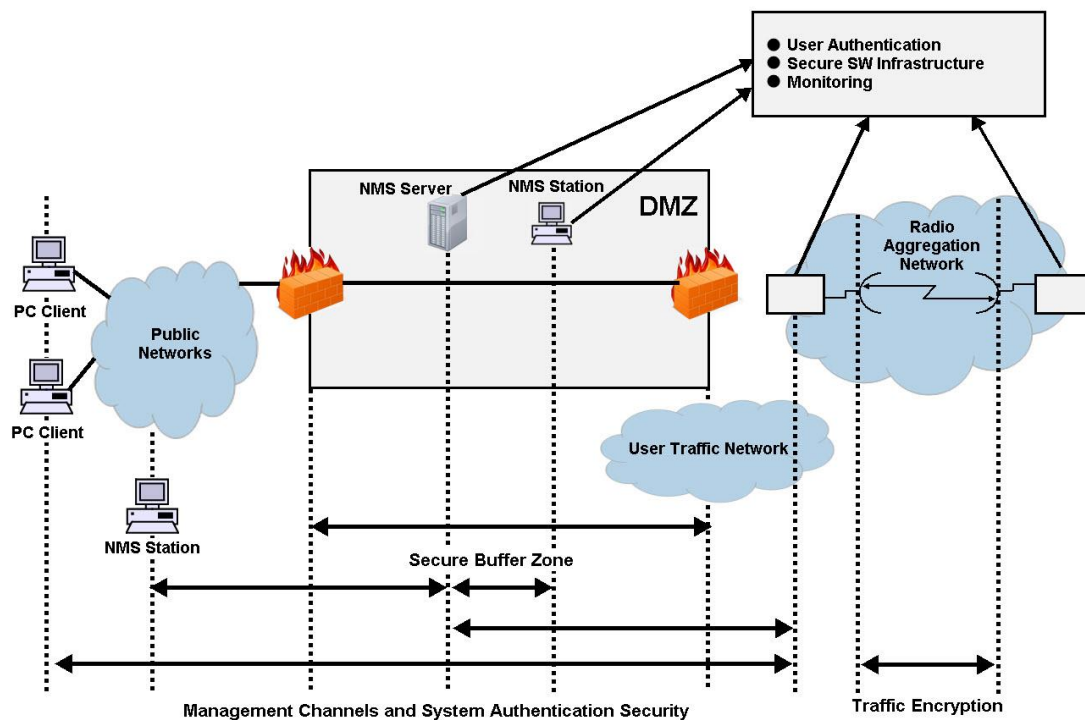 ● User Authentication
● Secure SW Infrastructure
● Monitoring
NMS Server
NMS Station
DMZ
Radio
Aggregation
Network
PC Client
Public
Networks
PC Client
User Traffic Network
NMS Station
Secure Buffer Zone
Traffic Encryption
Management Channels and System Authentication Security